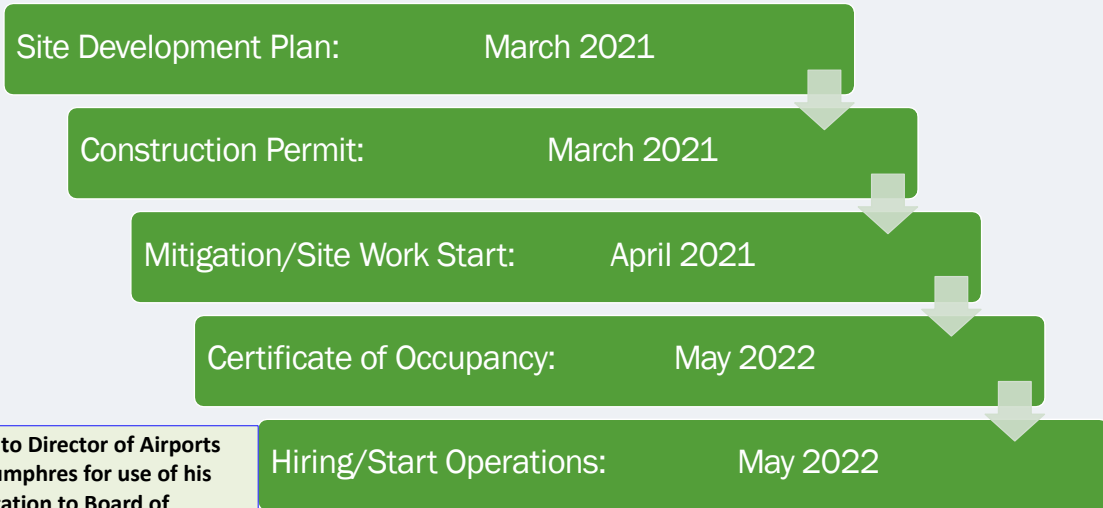 Site Development Plan: March 2021
Construction Permit: March 2021
Mitigation/Site Work Start: April 2021
Certificate of Occupancy: May 2022
Hiring/Start Operations: May 2022
to Director of Airports
for use of his
to Board of